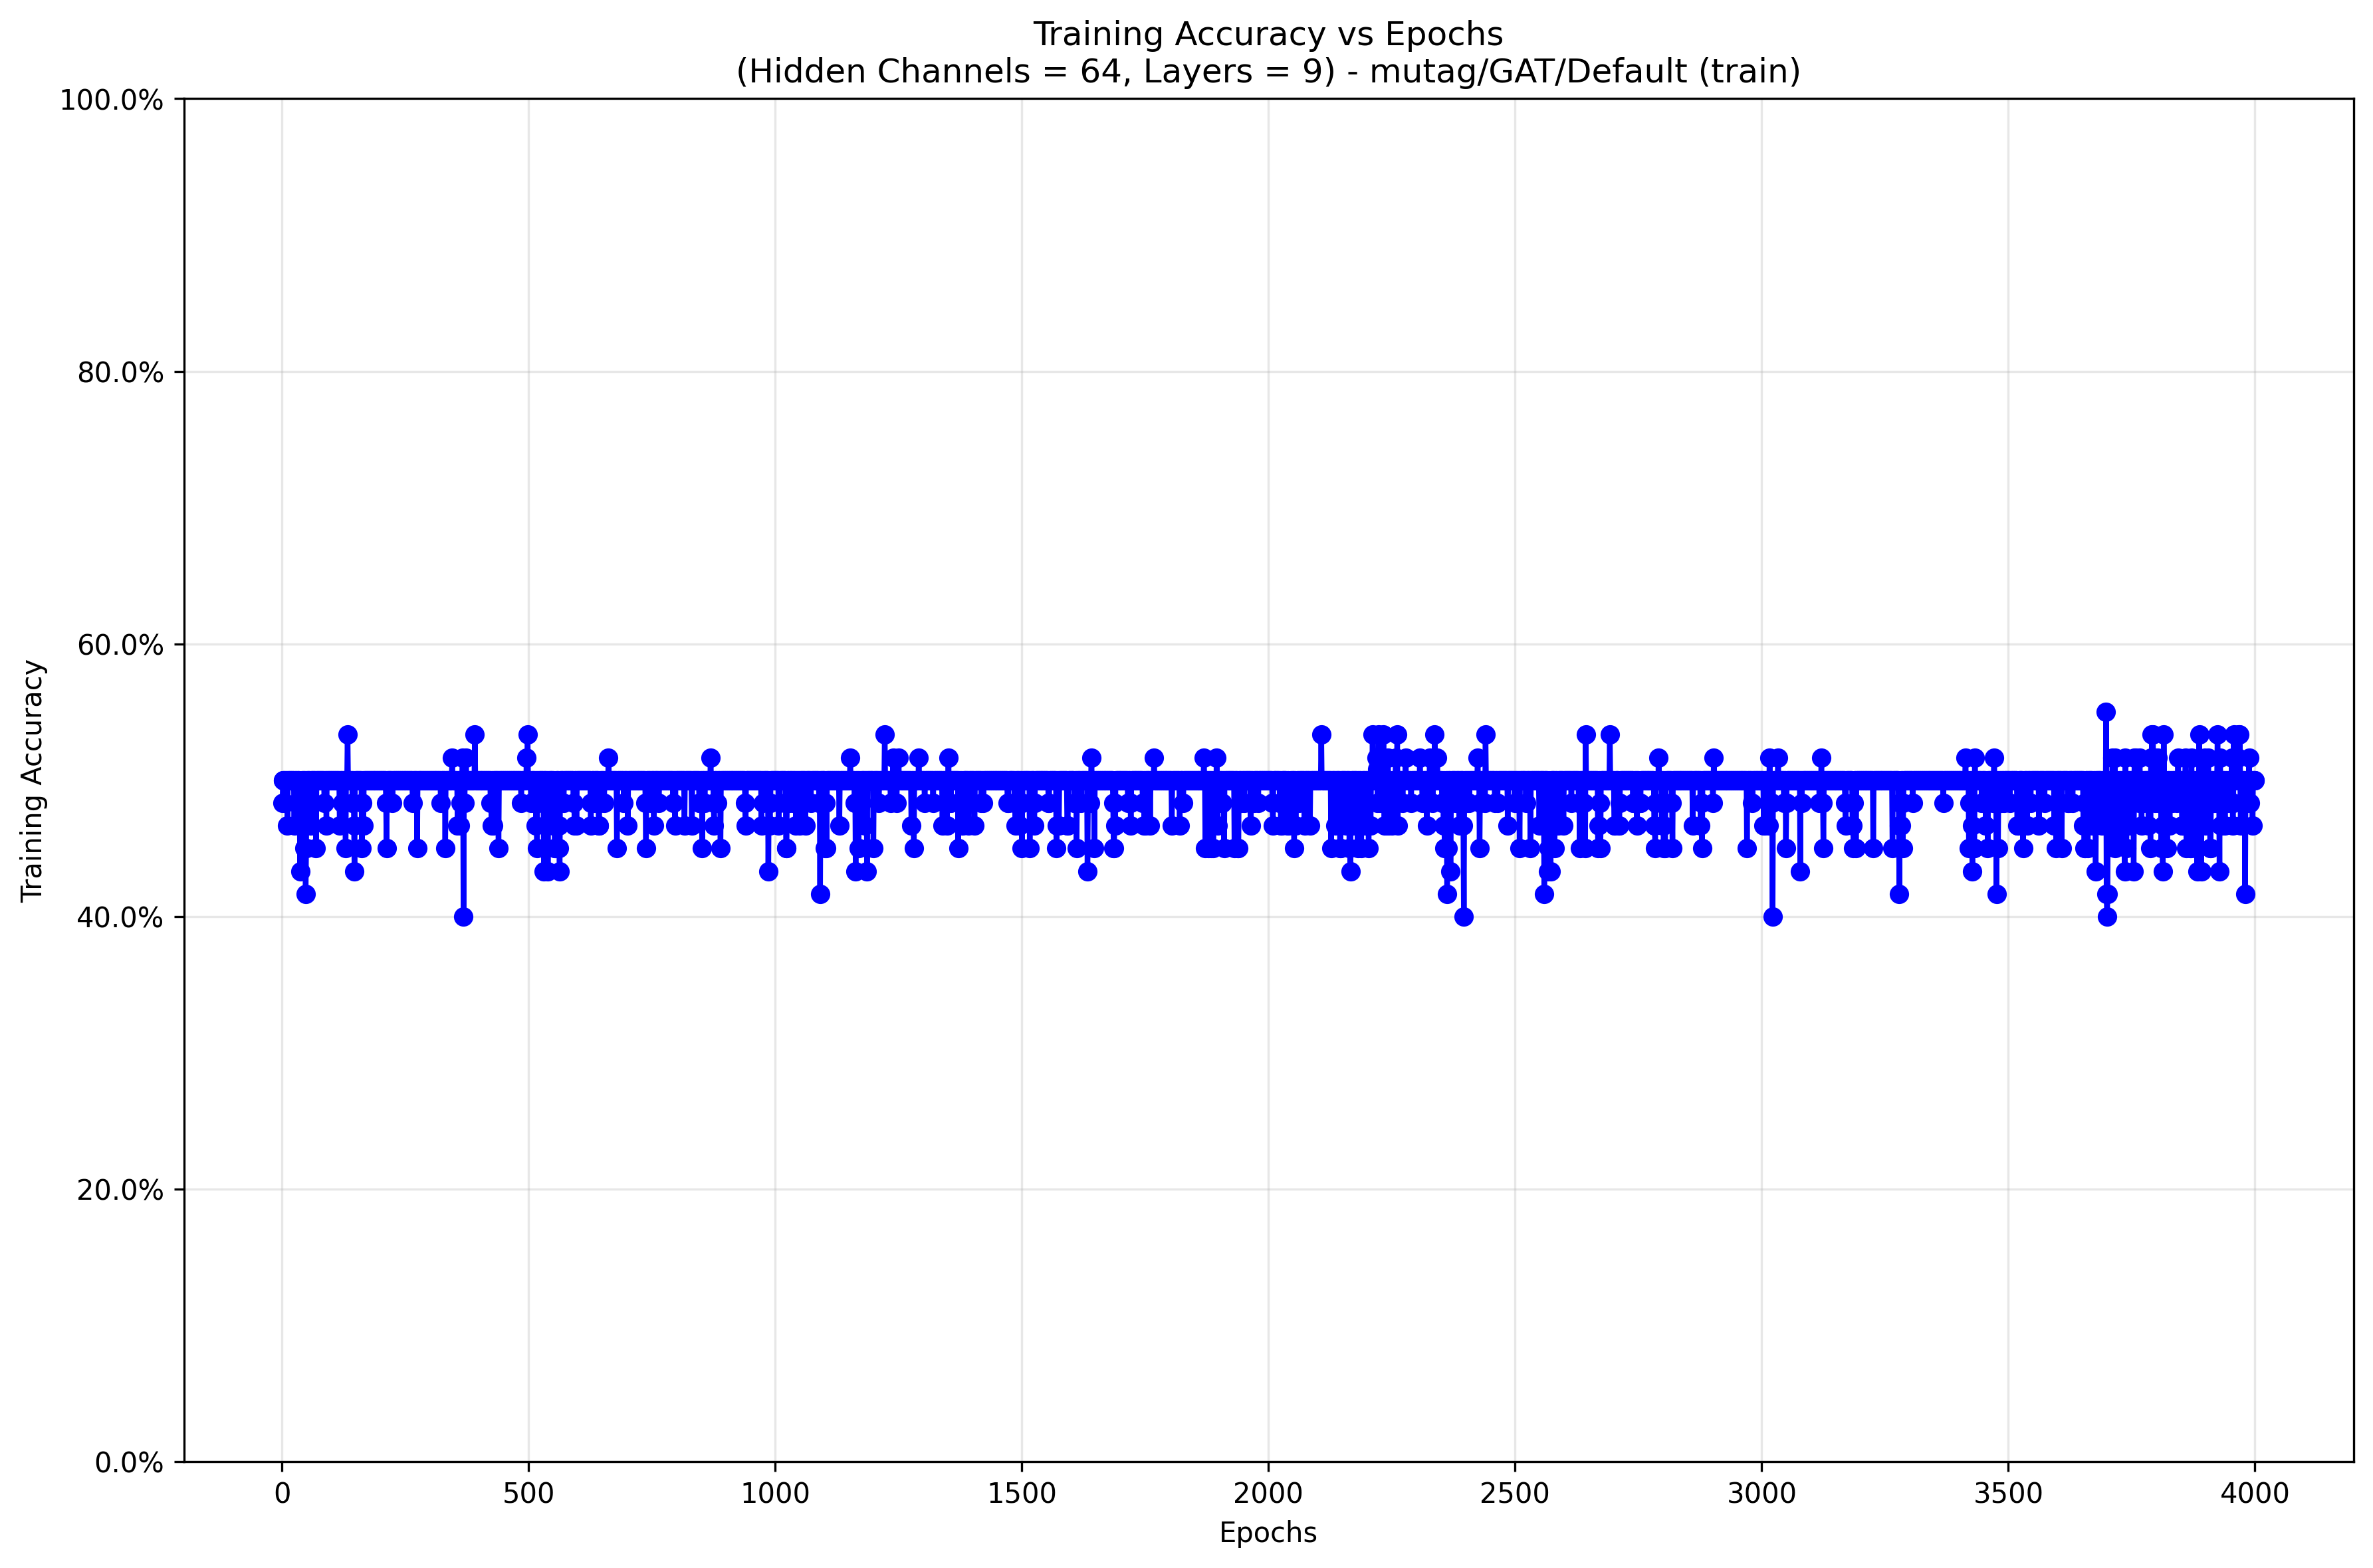 Training Accuracy vs Epochs
(Hidden Channels = 64, Layers = 9) - mutag/GAT/Default (train)
100.0%
80.0%
60.0%
40.0%
20.0%
0.0%
Training Accuracy
0 500 1000 1500 2000 2500 3000 3500 4000
Epochs